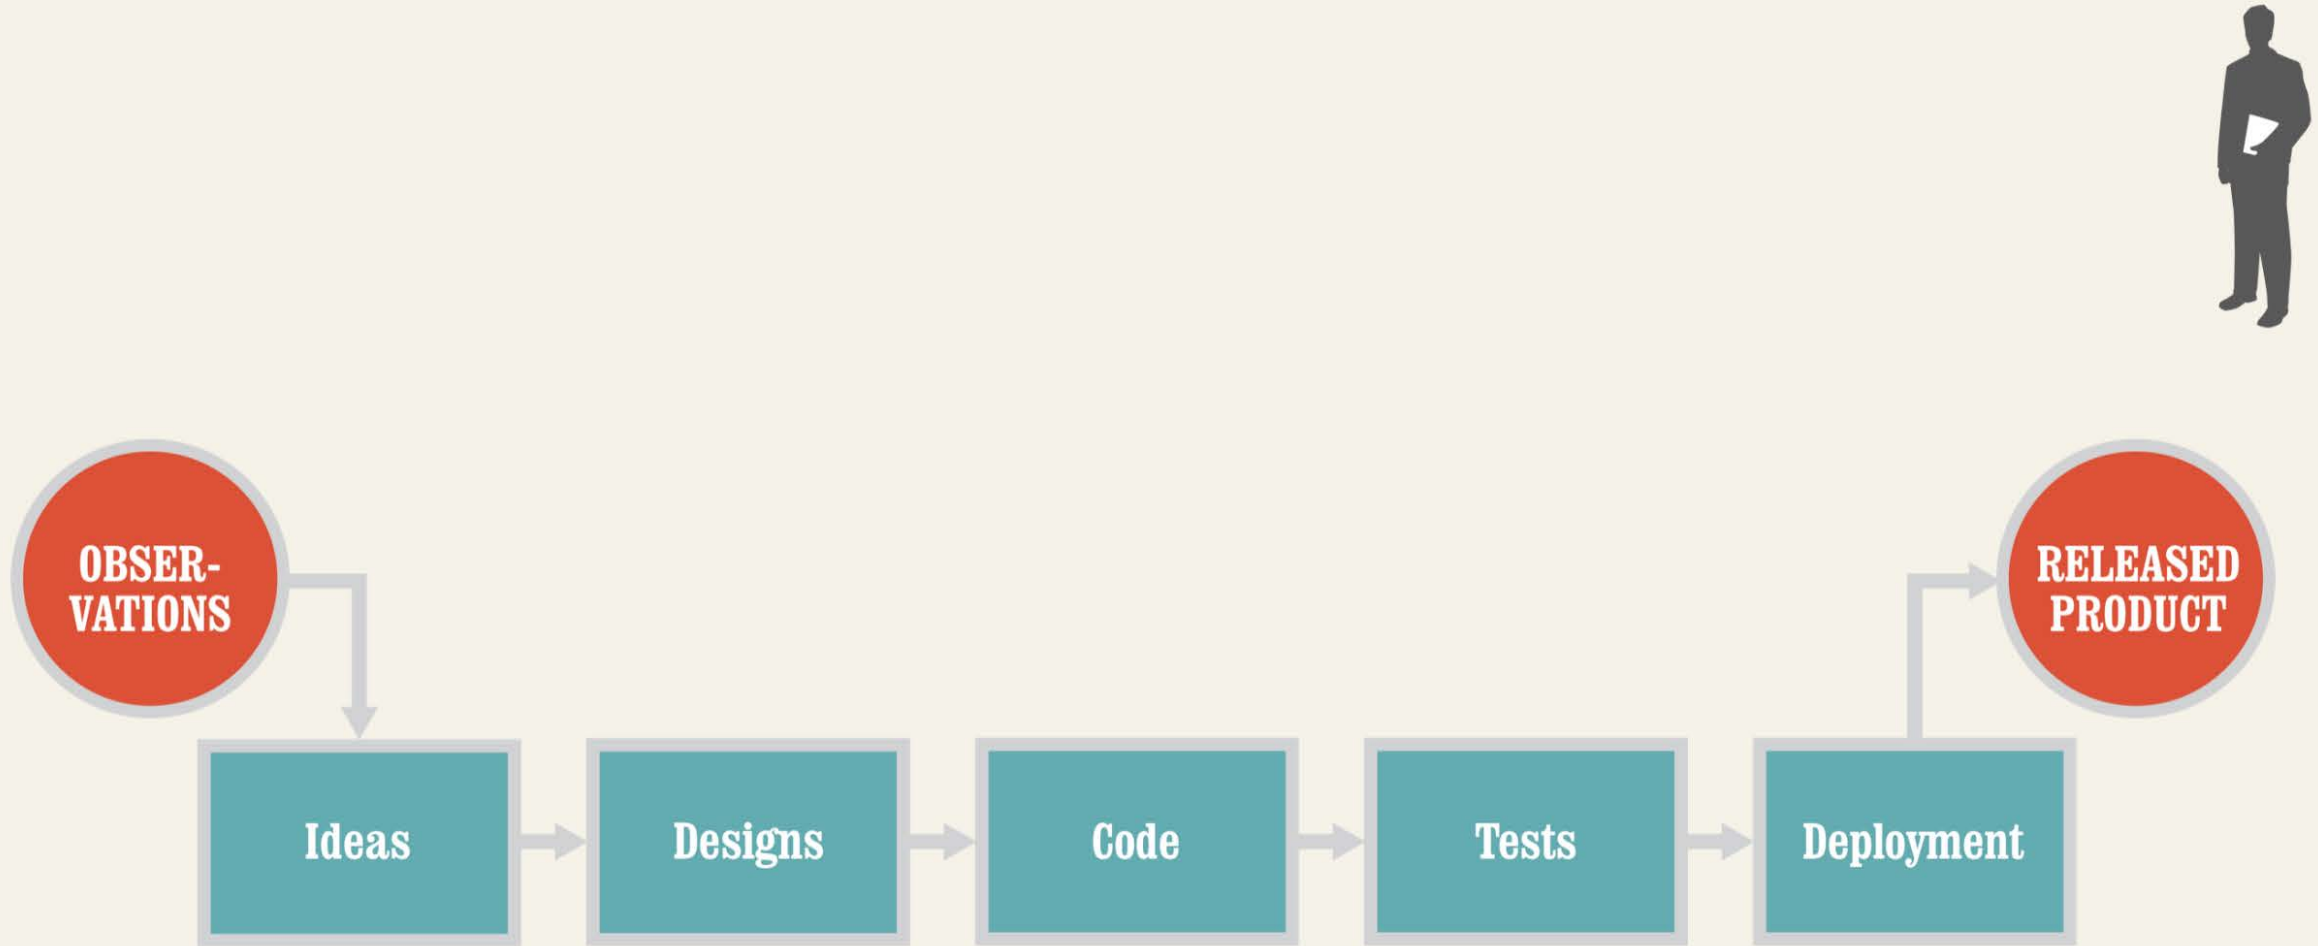 OBSER-
VATIONS
RELEASED
PRODUCT
Ideas
Designs
Code
Tests
Deployment